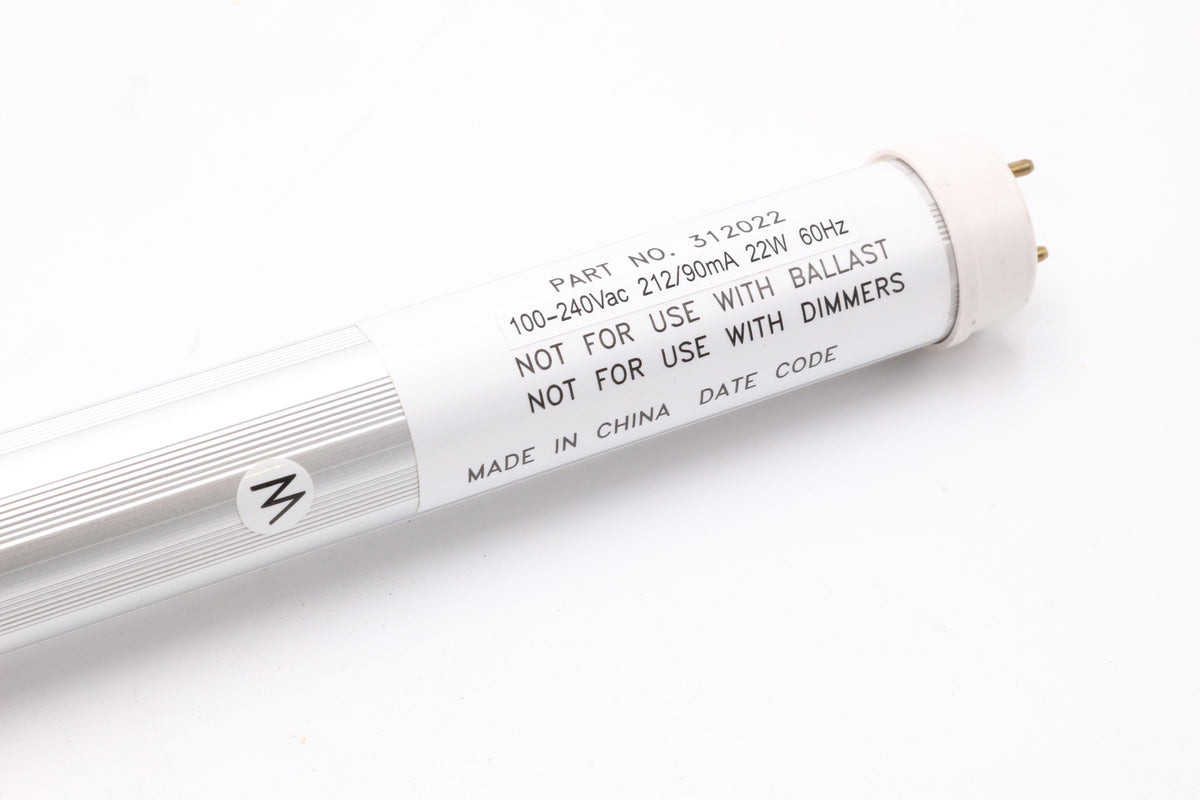 PART NO. 312022
100-240Vac 212/90mA 22W 60Hz
NOT FOR USE WITH BALLAST
NOT FOR USE WITH DIMMERS
MADE IN CHINA DATE CODE
M